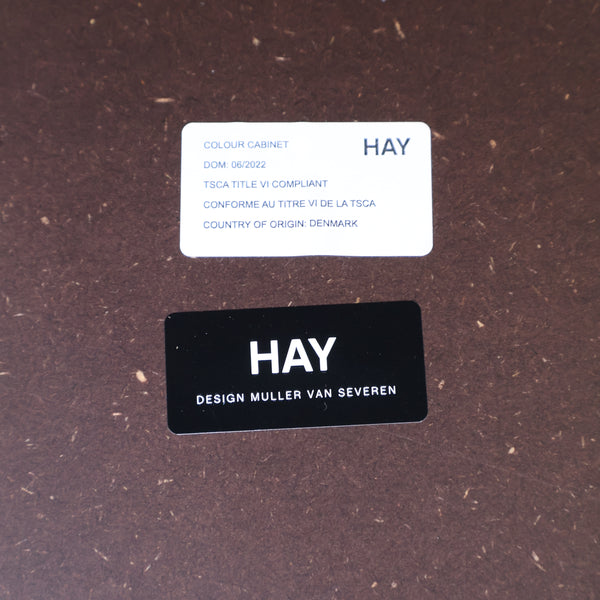 COLOUR CABINET HAY
DOM: 06/2022
TSCA TITLE VI COMPLIANT
CONFORME AU TITRE VI DE LA TSCA
COUNTRY OF ORIGIN: DENMARK
HAY
DESIGN MULLER VAN SEVEREN